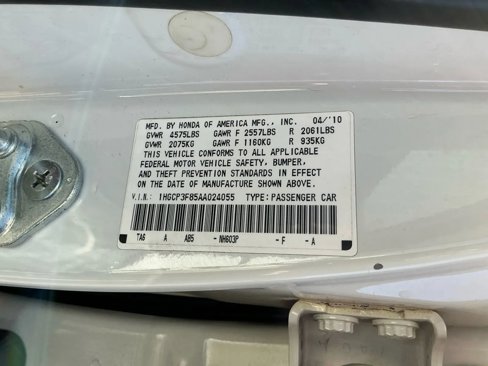 MFD. BY HONDA OF AMERICA MFG., INC. 04/'10
GVWR 4575LBS GAWR F 2557LBS R 2061LBS
GVWR 2075KG GAWR F 1160KG R 935KG
THIS VEHICLE CONFORMS TO ALL APPLICABLE
FEDERAL MOTOR VEHICLE SAFETY, BUMPER,
AND THEFT PREVENTION STANDARDS IN EFFECT
ON THE DATE OF MANUFACTURE SHOWN ABOVE.
V.I.N.: 1HGCP3F85AA024055 TYPE: PASSENGER CAR
TA6 A AB5 -NH603P -F -A